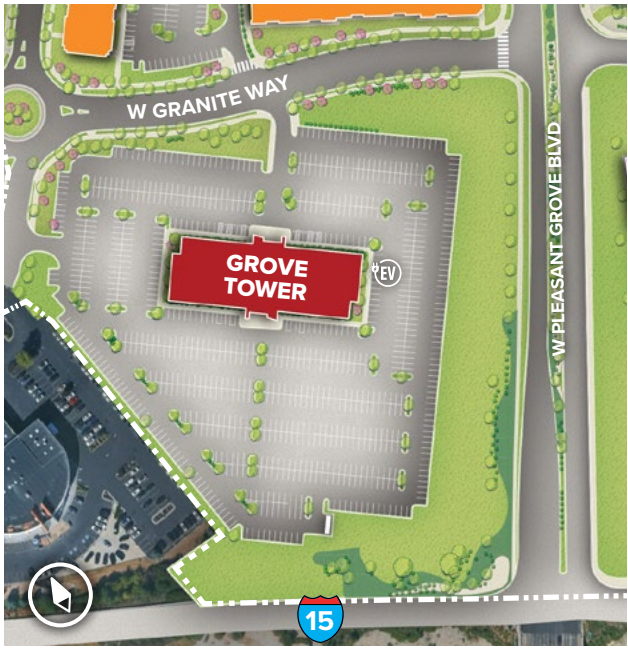 W GRANITE WAY
W PLEASANT GROVE BLVD
GROVE
TOWER
EV
15